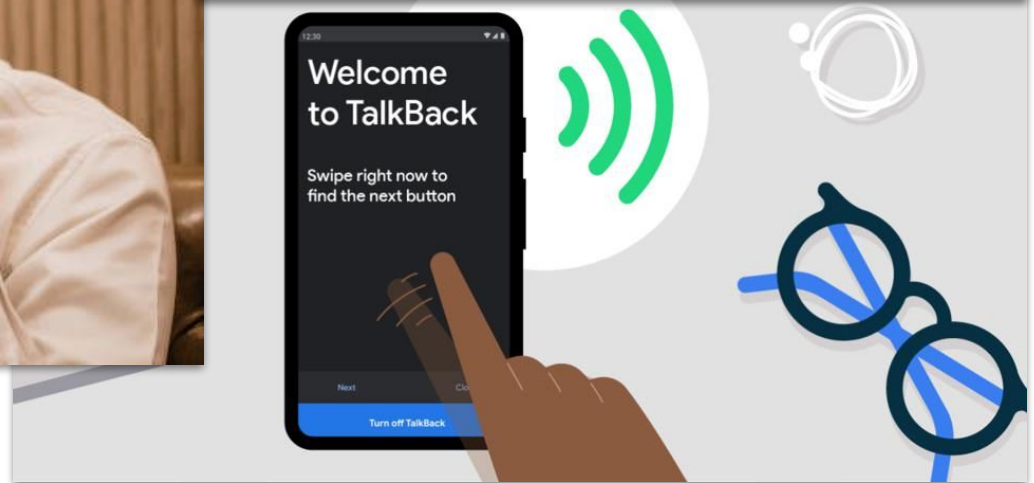 12:30
Welcome
to TalkBack
Swipe right now to
find the next button
Next
Turn off TalkBack